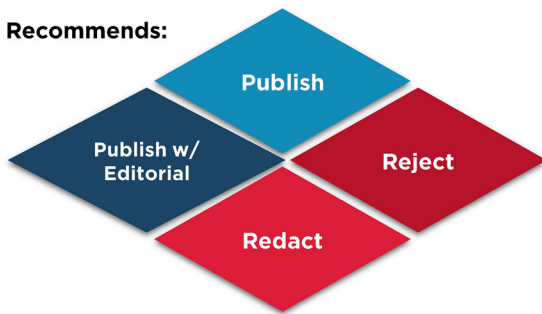 Recommends:
Publish
Publish w/
Editorial
Reject
Redact